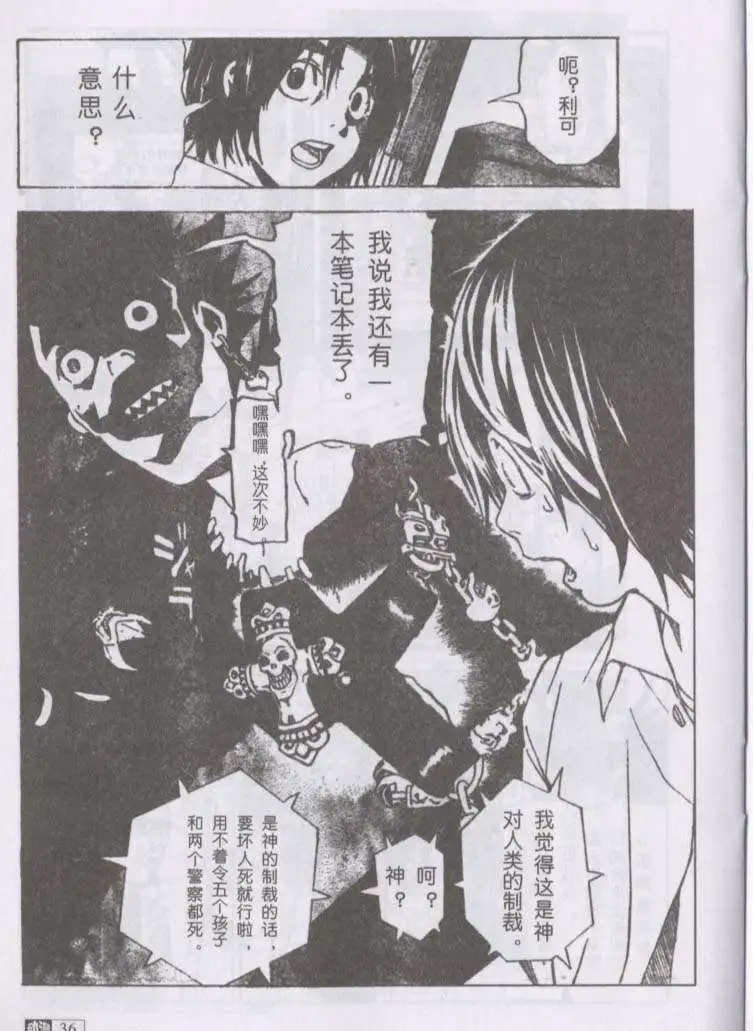 呃？利可
什么
意思？
我说我还有一
本笔记本丢了。
嘿嘿嘿，这次不妙。
我觉得这是神
对人类的制裁。
呵？
神？
是神的制裁的话，
要坏人死就行啦，
用不着令五个孩子
和两个警察都死。
36